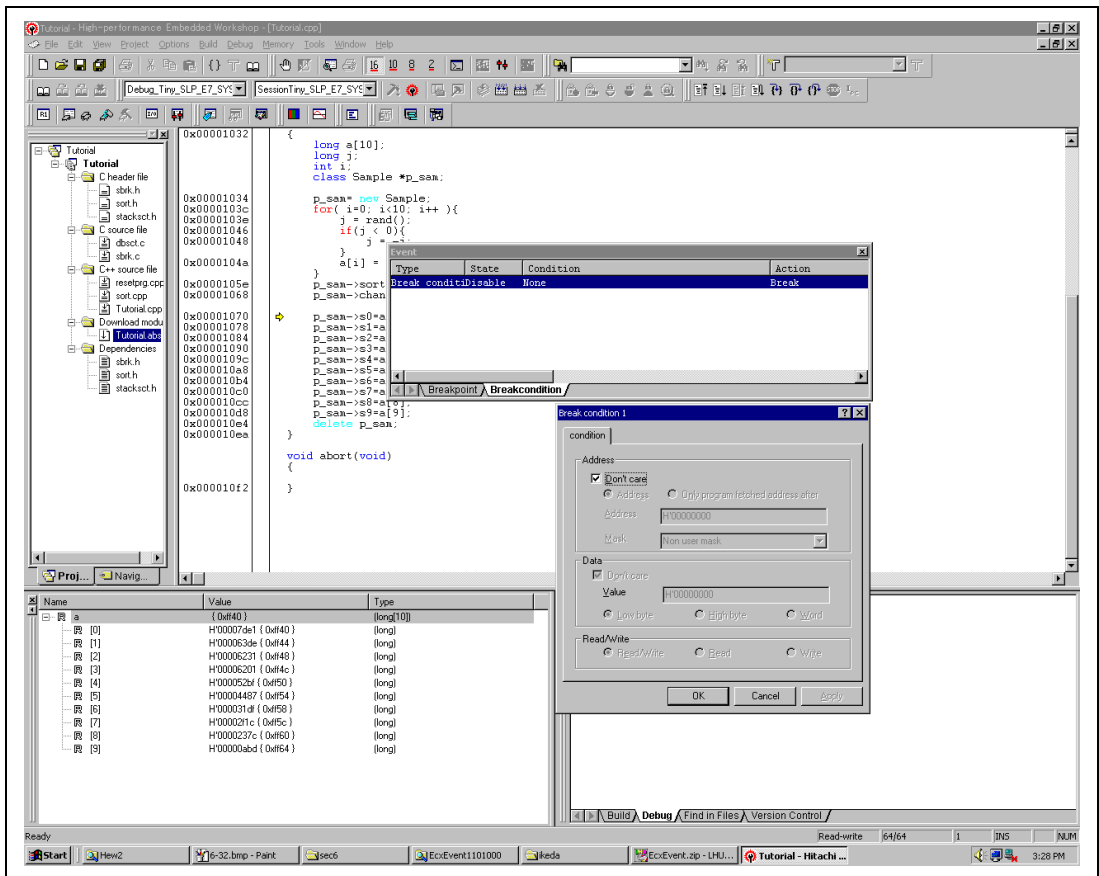 Tutorial - High-performance Embedded Workshop - [Tutorial.cpp]
File Edit View Project Options Build Debug Memory Tools Window Help
16 10 8 2
Debug_Tiny_SLP_E7_SYS SessionTiny_SLP_E7_SYS
Tutorial
Tutorial
C header file
sbrk.h
sort.h
stacksct.h
C source file
dbsct.c
sbrk.c
C++ source file
resetprg.cpp
sort.cpp
Tutorial.cpp
Download modu
Tutorial.abs
Dependencies
sbrk.h
sort.h
stacksct.h
Proj... Navig...
0x00001032 {
long a[10];
long j;
int i;
class Sample *p_sam;
0x00001034 p_sam= new Sample;
0x0000103c for( i=0; i<10; i++ ){
0x0000103e j = rand();
0x00001046 if(j < 0){
0x00001048 j = -j;
}
0x0000104a a[i] =
}
0x0000105e p_sam->sort
0x00001068 p_sam->chan
0x00001070 p_sam->s0=a
0x00001078 p_sam->s1=a
0x00001084 p_sam->s2=a
0x00001090 p_sam->s3=a
0x0000109c p_sam->s4=a
0x000010a8 p_sam->s5=a
0x000010b4 p_sam->s6=a
0x000010c0 p_sam->s7=a
0x000010cc p_sam->s8=a[8];
0x000010d8 p_sam->s9=a[9];
0x000010e4 delete p_sam;
0x000010ea }
void abort(void)
{
0x000010f2 }
Event
Type State Condition Action
Break conditiDisable None Break
Breakpoint Breakcondition
Break condition 1
condition
Address
Don't care
Address Only program fetched address after
Address H'00000000
Mask Non user mask
Data
Don't care
Value H'00000000
Low byte High byte Word
Read/Write
Read/Write Read Write
OK Cancel Apply
Name Value Type
R a { 0xff40 } (long[10])
R [0] H'00007de1 { 0xff40 } (long)
R [1] H'000063de { 0xff44 } (long)
R [2] H'00006231 { 0xff48 } (long)
R [3] H'00006201 { 0xff4c } (long)
R [4] H'000052bf { 0xff50 } (long)
R [5] H'00004487 { 0xff54 } (long)
R [6] H'000031df { 0xff58 } (long)
R [7] H'00002f1c { 0xff5c } (long)
R [8] H'0000237c { 0xff60 } (long)
R [9] H'00000abd { 0xff64 } (long)
Build Debug Find in Files Version Control
Ready Read-write 64/64 1 INS NUM
Start Hew2 6-32.bmp - Paint sec6 EcxEvent1101000 ikeda EcxEvent.zip - LHU... Tutorial - Hitachi ... 3:28 PM